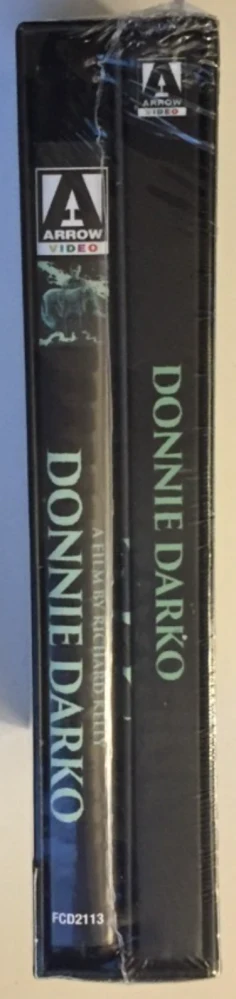 ARROW
VIDEO
DONNIE DARKO
A FILM BY RICHARD KELLY
FCD2113
ARROW
VIDEO
DONNIE DARKO